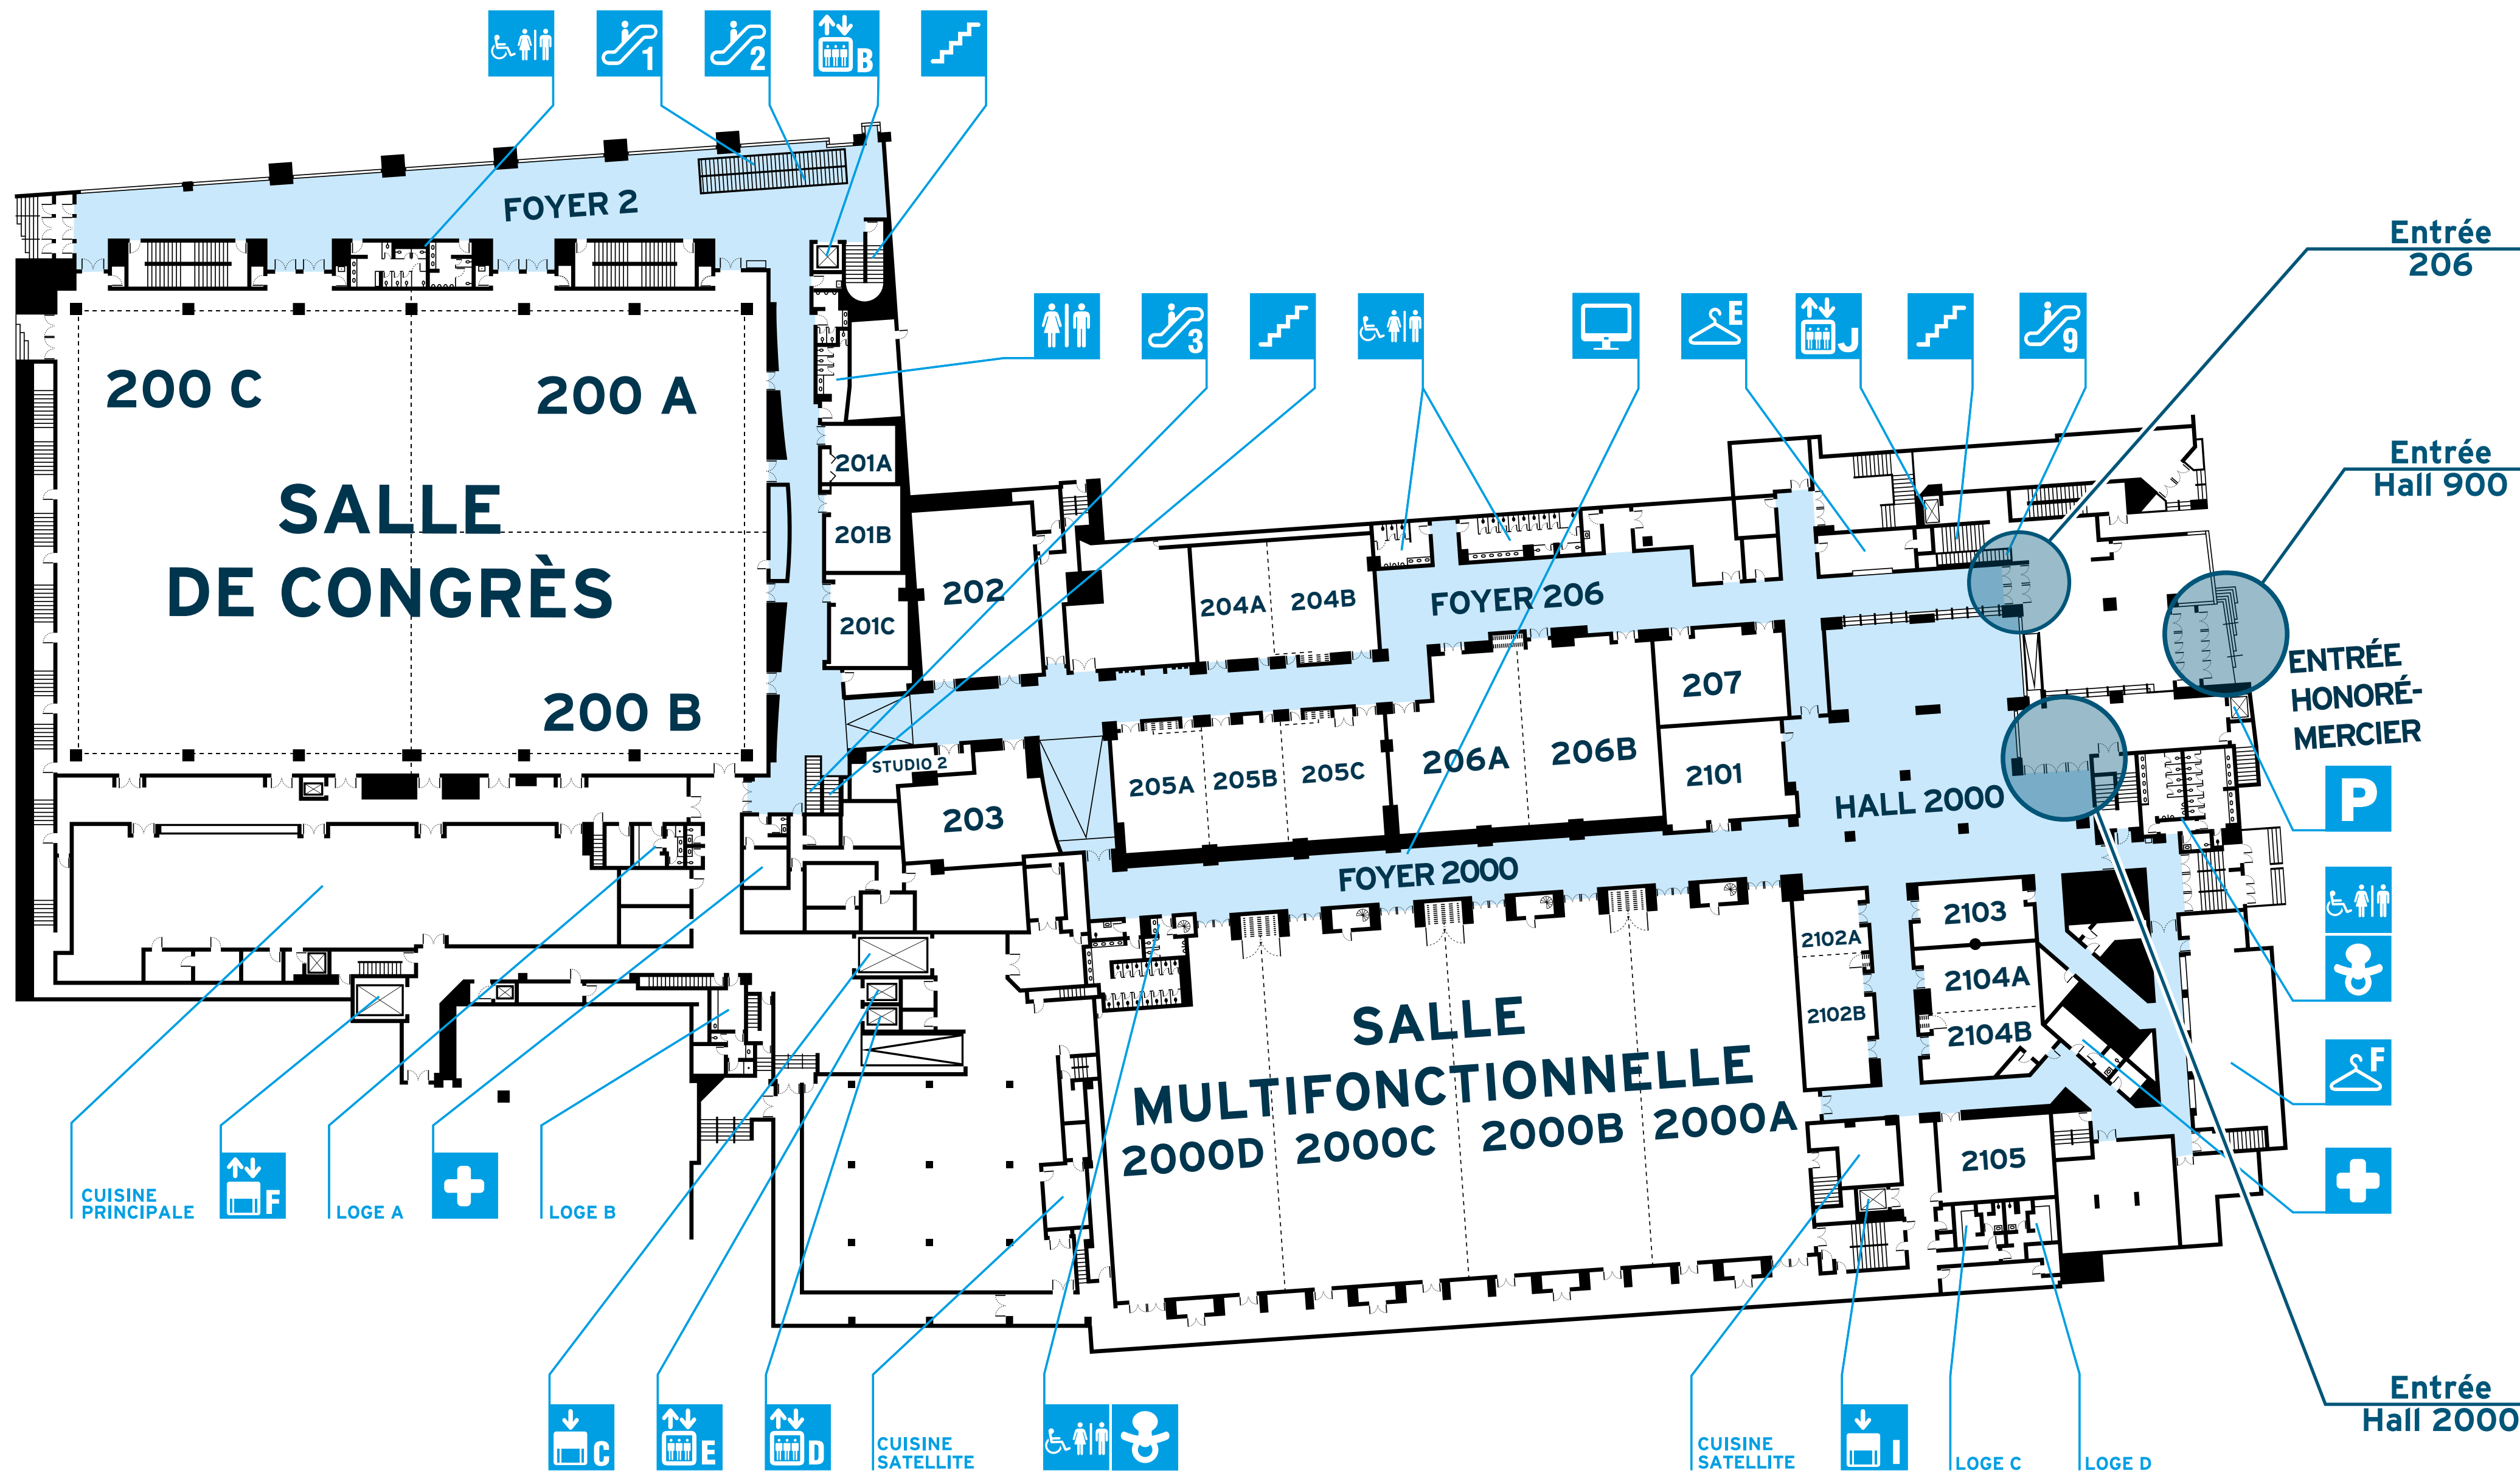 1
2
B
FOYER 2
Entrée
206
3
E
J
9
200 C
200 A
Entrée
Hall 900
201A
SALLE
DE CONGRÈS
201B
202
204A
204B
FOYER 206
201C
ENTRÉE
HONORÉ-
MERCIER
207
200 B
STUDIO 2
205A
205B
205C
206A
206B
2101
HALL 2000
P
203
FOYER 2000
2103
2102A
2104A
2102B
2104B
SALLE
MULTIFONCTIONNELLE
2000D
2000C
2000B
2000A
F
2105
CUISINE
PRINCIPALE
F
LOGE A
LOGE B
Entrée
Hall 2000
C
E
D
CUISINE
SATELLITE
CUISINE
SATELLITE
I
LOGE C
LOGE D